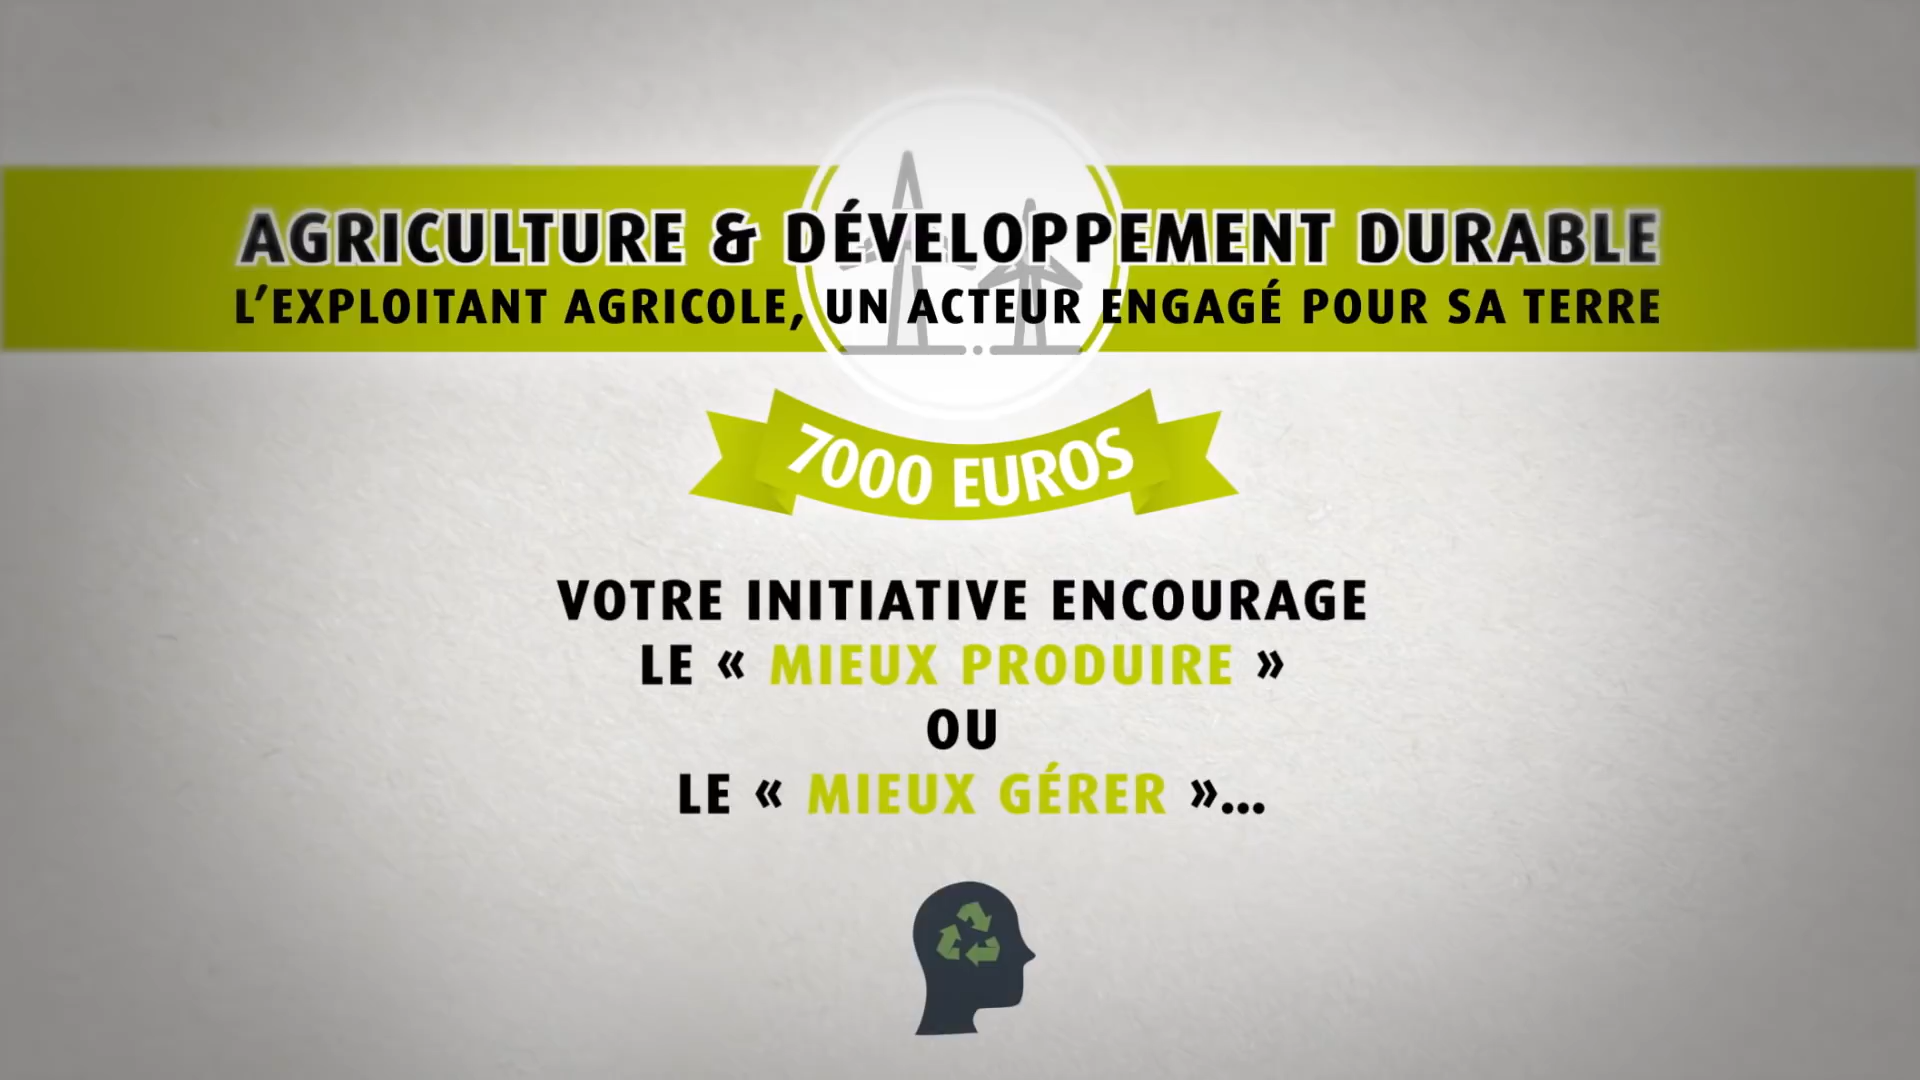 AGRICULTURE & DÉVELOPPEMENT DURABLE
L'EXPLOITANT AGRICOLE, UN ACTEUR ENGAGÉ POUR SA TERRE
7000 EUROS
VOTRE INITIATIVE ENCOURAGE
LE « MIEUX PRODUIRE »
OU
LE « MIEUX GÉRER »...